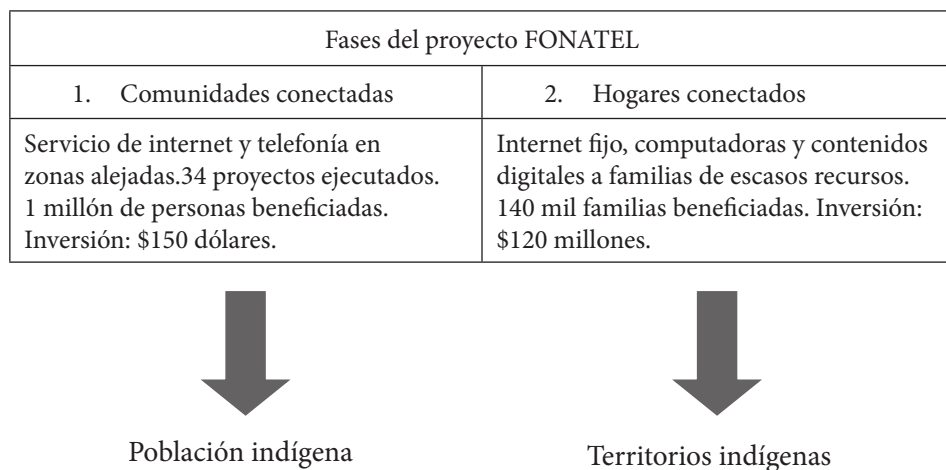 Fases del proyecto FONATEL
1. Comunidades conectadas
2. Hogares conectados
Servicio de internet y telefonía en
zonas alejadas.34 proyectos ejecutados.
1 millón de personas beneficiadas.
Inversión: $150 dólares.
Internet fijo, computadoras y contenidos
digitales a familias de escasos recursos.
140 mil familias beneficiadas. Inversión:
$120 millones.
Población indígena
Territorios indígenas